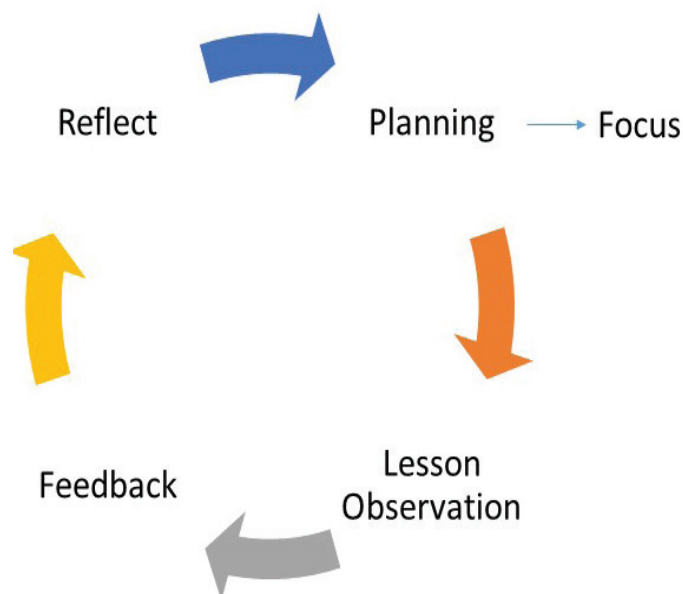 Reflect
Planning
Focus
Lesson
Observation
Feedback